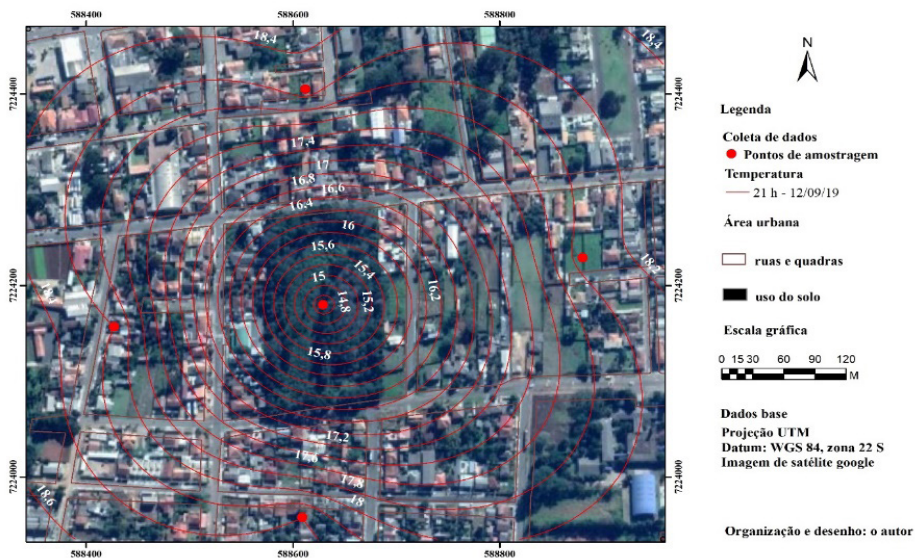 588400 588600 588800
18,4
18,4
7224400
7224400
17,4
17
16,8
16,6
16,4
16
15,6
15,4
15
18,2
7224200
7224200
16,2
14,8
15,2
15,8
17,2
17,8
18
18,6
7224000
7224000
588400 588600 588800
N
Legenda
Coleta de dados
Pontos de amostragem
Temperatura
21 h - 12/09/19
Área urbana
ruas e quadras
uso do solo
Escala gráfica
0 15 30 60 90 120
M
Dados base
Projeção UTM
Datum: WGS 84, zona 22 S
Imagem de satélite google
Organização e desenho: o autor